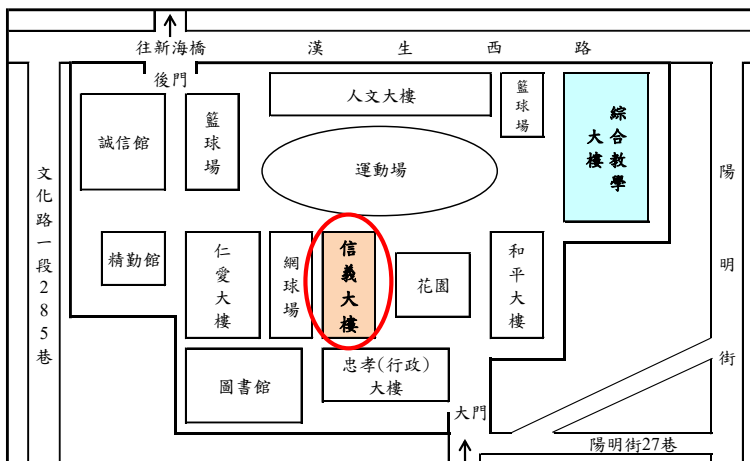 往新海橋
漢生西路
後門
人文大樓
籃球場
綜合教學大樓
誠信館
籃球場
運動場
文化路一段285巷
陽明街
精勤館
仁愛大樓
網球場
信義大樓
花園
和平大樓
圖書館
忠孝(行政)
大樓
大門
陽明街27巷